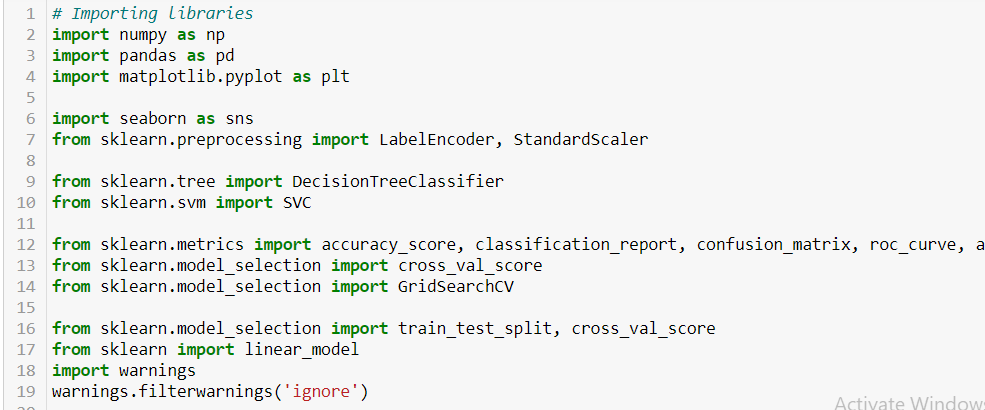 1 # Importing libraries
2 import numpy as np
3 import pandas as pd
4 import matplotlib.pyplot as plt
5
6 import seaborn as sns
7 from sklearn.preprocessing import LabelEncoder, StandardScaler
8
9 from sklearn.tree import DecisionTreeClassifier
10 from sklearn.svm import SVC
11
12 from sklearn.metrics import accuracy_score, classification_report, confusion_matrix, roc_curve, a
13 from sklearn.model_selection import cross_val_score
14 from sklearn.model_selection import GridSearchCV
15
16 from sklearn.model_selection import train_test_split, cross_val_score
17 from sklearn import linear_model
18 import warnings
19 warnings.filterwarnings('ignore')
Activate Windows